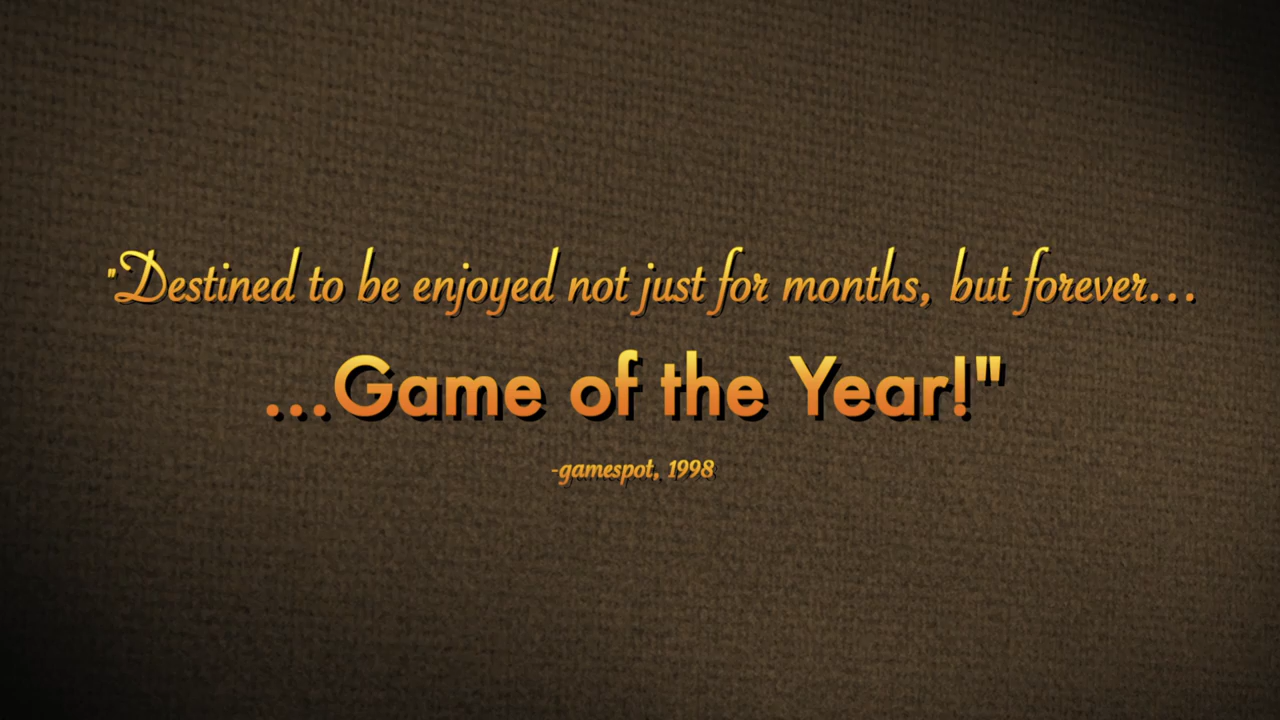 "Destined to be enjoyed not just for months, but forever...
...Game of the Year!"
-gamespot, 1998